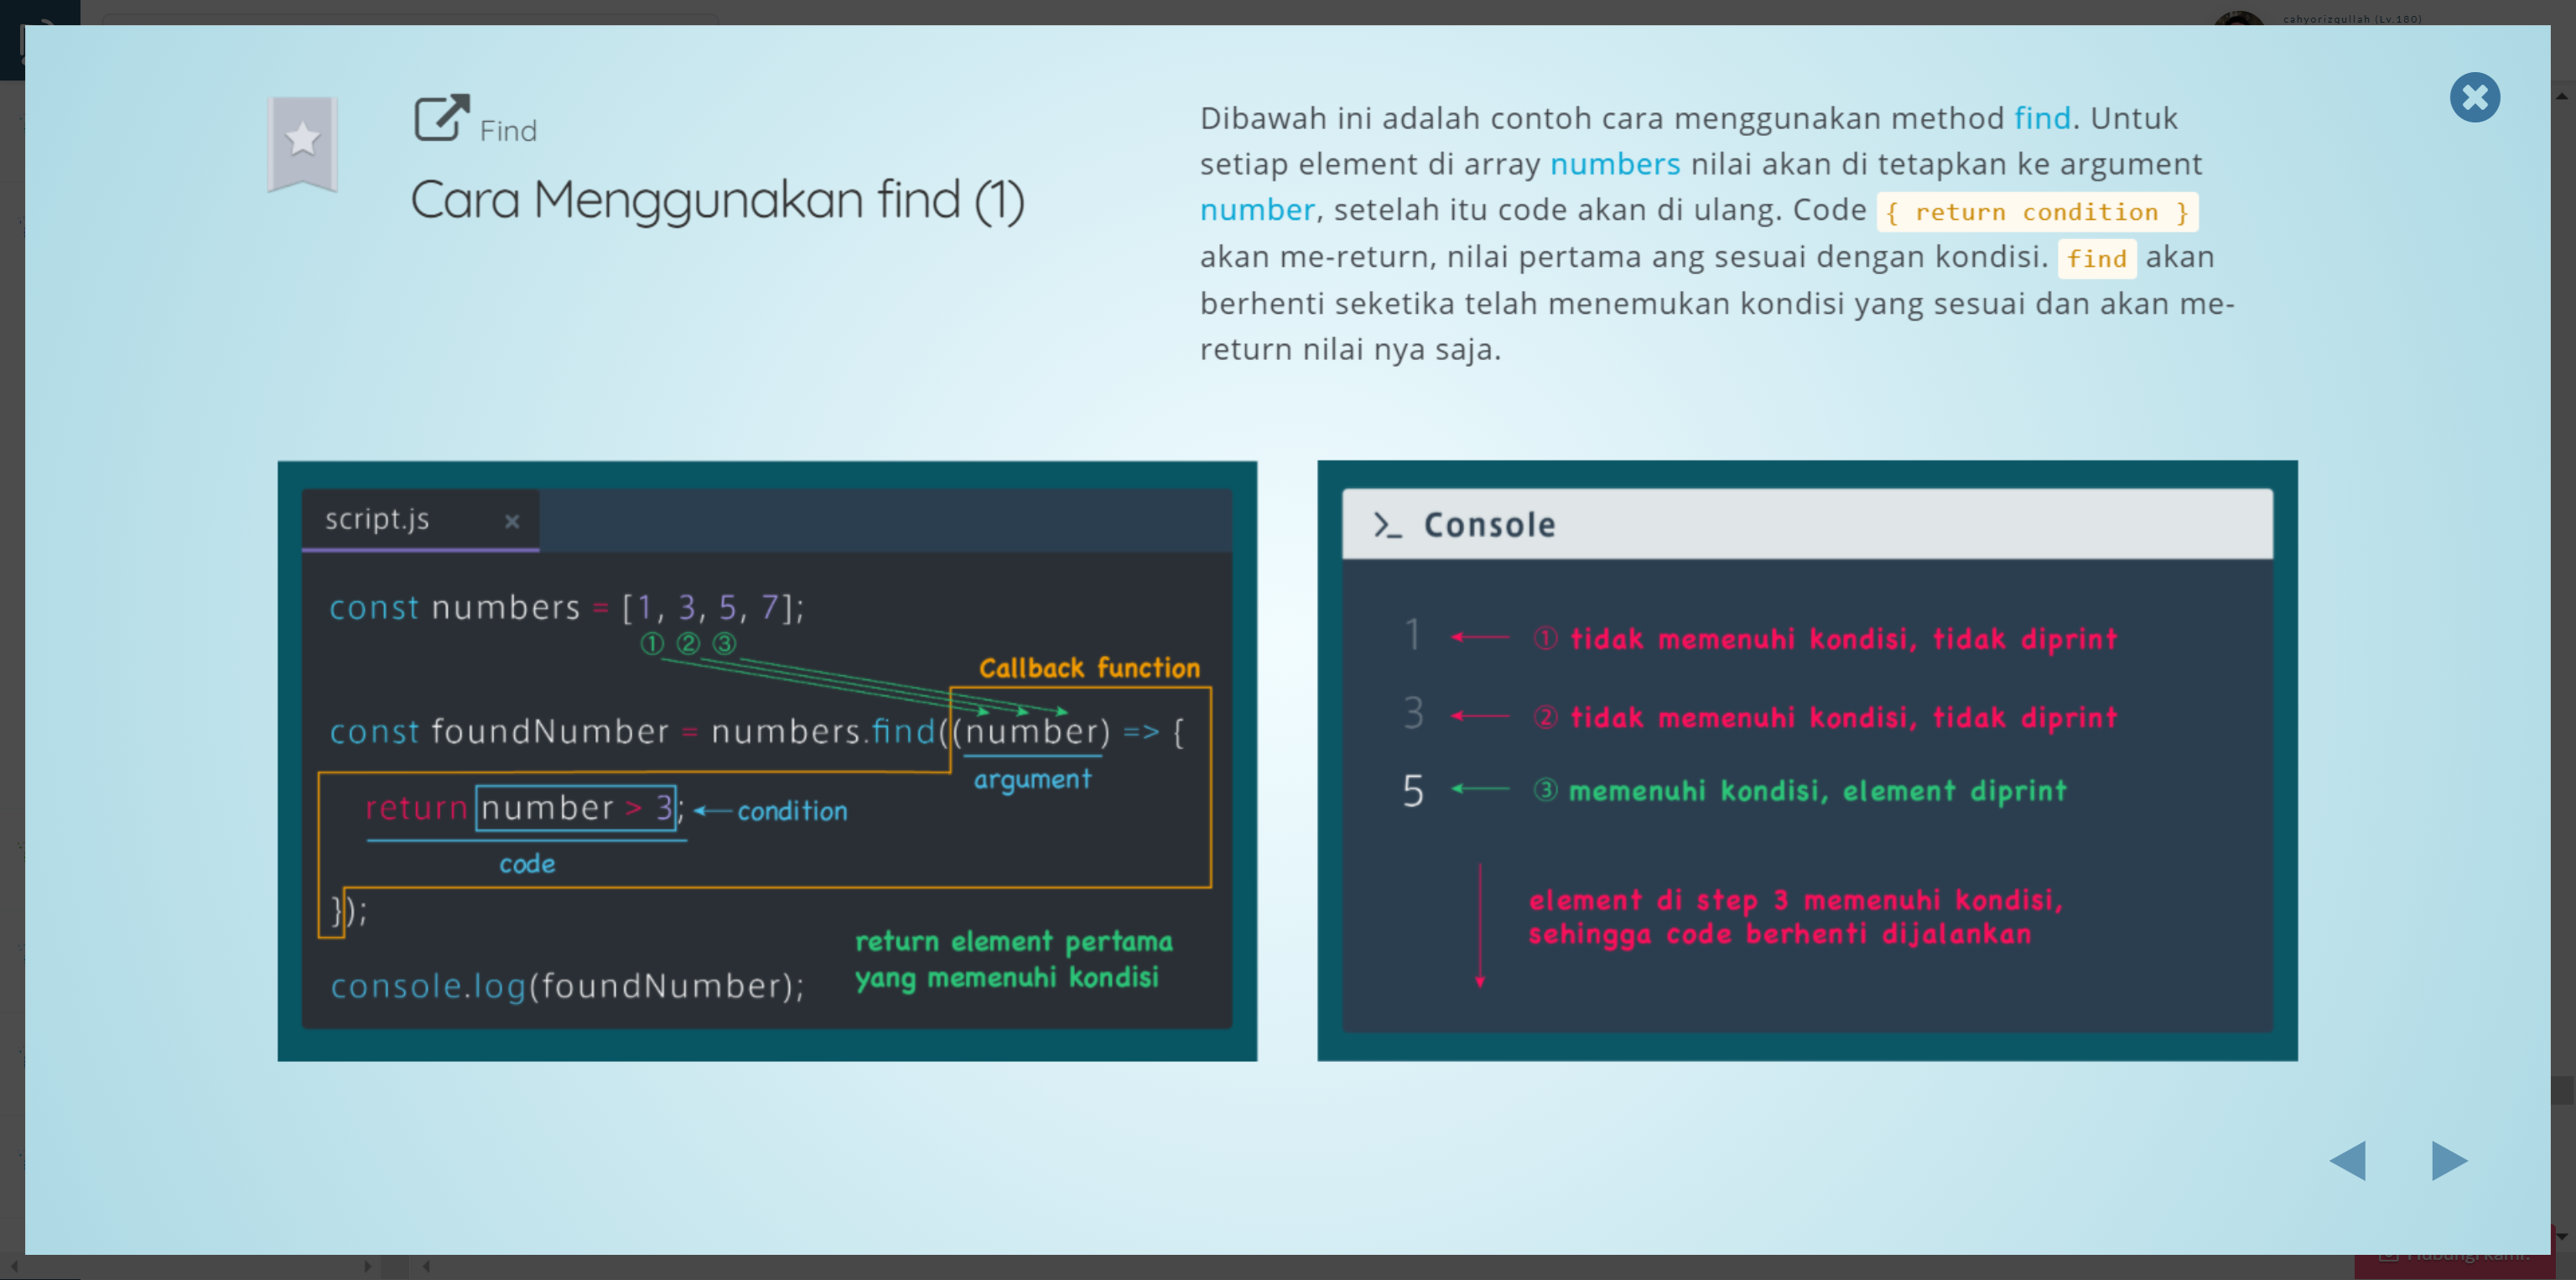 cahyorizqullah (Lv.180)
Find
Cara Menggunakan find (1)
Dibawah ini adalah contoh cara menggunakan method find. Untuk
setiap element di array numbers nilai akan di tetapkan ke argument
number, setelah itu code akan di ulang. Code { return condition }
akan me-return, nilai pertama ang sesuai dengan kondisi. find akan
berhenti seketika telah menemukan kondisi yang sesuai dan akan me-
return nilai nya saja.
script.js ×
const numbers = [1, 3, 5, 7];
① ② ③
Callback function
const foundNumber = numbers.find((number) => {
argument
return number > 3; condition
code
});
return element pertama
yang memenuhi kondisi
console.log(foundNumber);
>_ Console
1 ① tidak memenuhi kondisi, tidak diprint
3 ② tidak memenuhi kondisi, tidak diprint
5 ③ memenuhi kondisi, element diprint
element di step 3 memenuhi kondisi,
sehingga code berhenti dijalankan